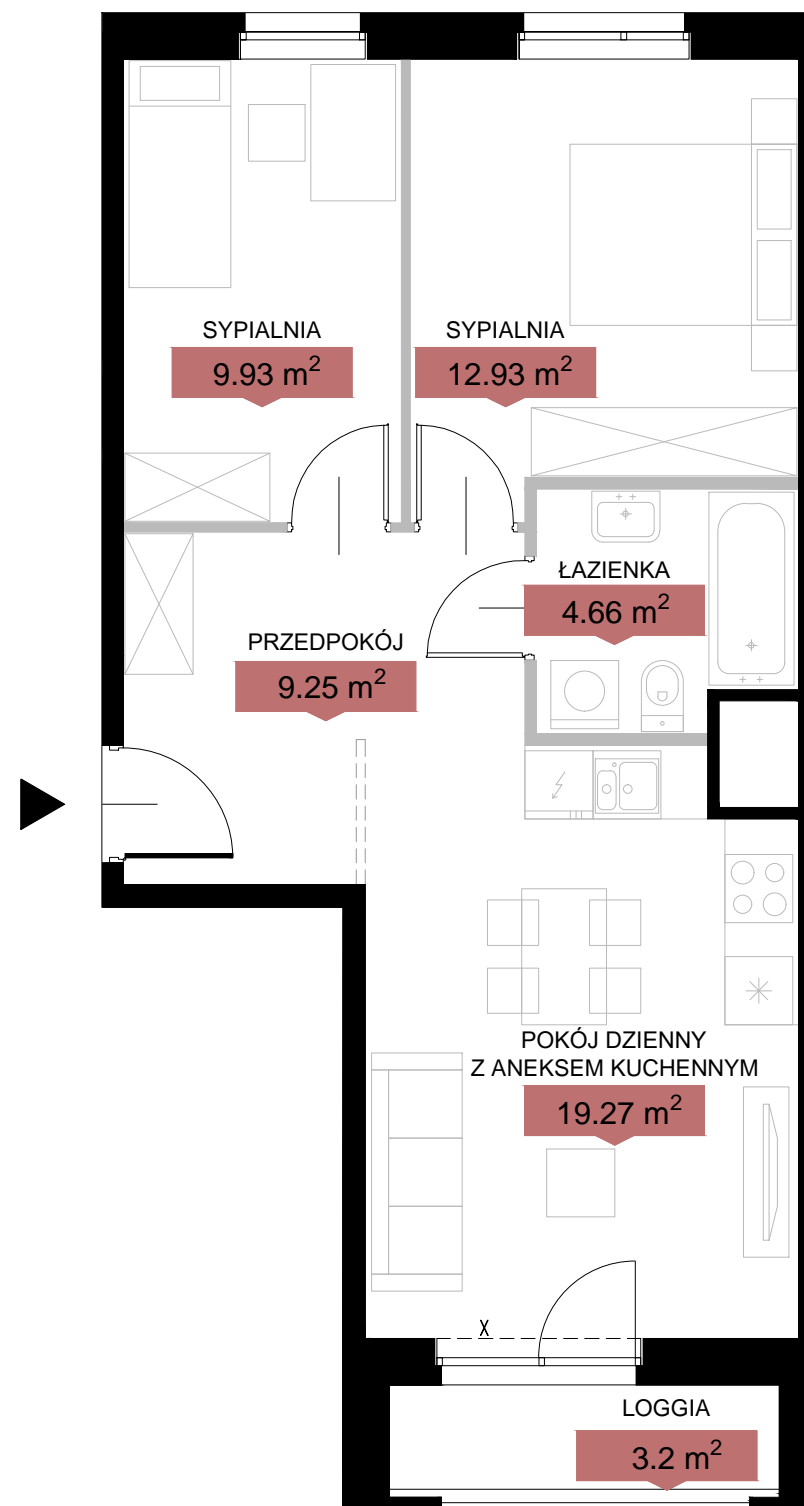 SYPIALNIA
9.93 m²
SYPIALNIA
12.93 m²
ŁAZIENKA
4.66 m²
PRZEDPOKÓJ
9.25 m²
POKÓJ DZIENNY
Z ANEKSEM KUCHENNYM
19.27 m²
X
LOGGIA
3.2 m²